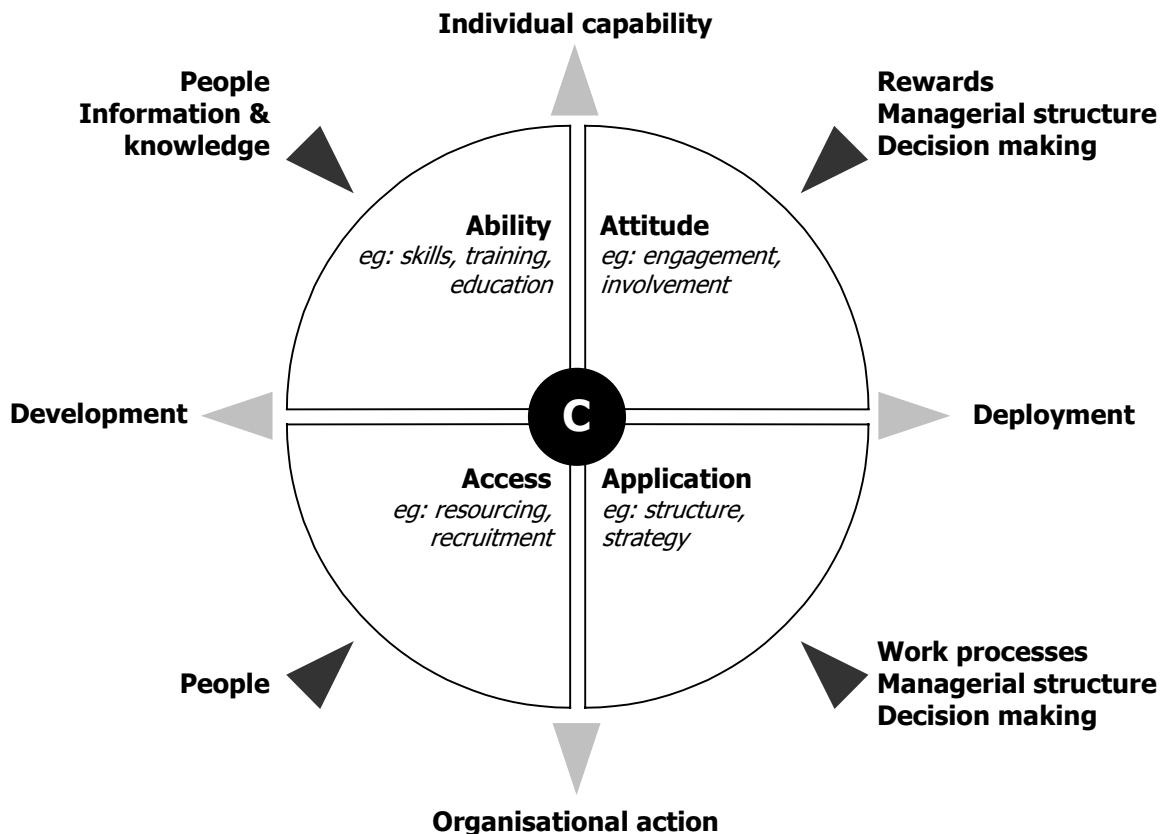 Individual capability
People
Information &
knowledge
Rewards
Managerial structure
Decision making
Ability
eg: skills, training,
education
Attitude
eg: engagement,
involvement
Development
C
Deployment
Access
eg: resourcing,
recruitment
Application
eg: structure,
strategy
People
Work processes
Managerial structure
Decision making
Organisational action